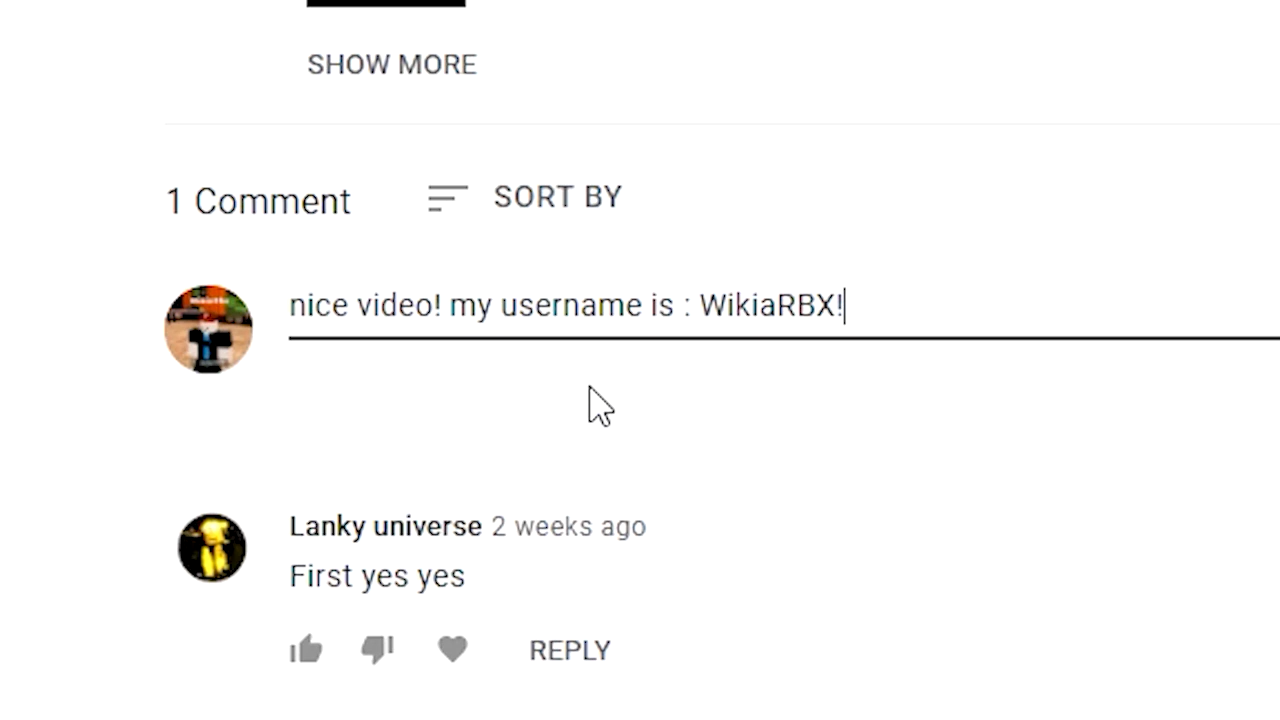 SHOW MORE
1 Comment
SORT BY
nice video! my username is : WikiaRBX!
Lanky universe 2 weeks ago
First yes yes
REPLY